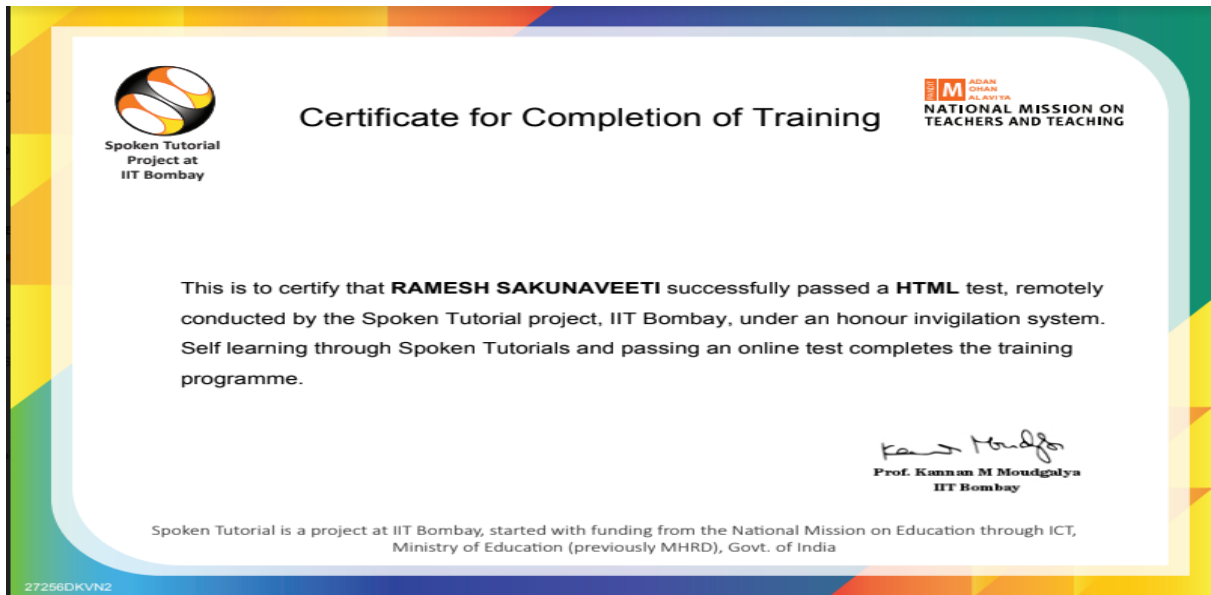 Spoken Tutorial
Project at
IIT Bombay
Certificate for Completion of Training
PANDIT
MADAN
MOHAN
MALAVIYA
NATIONAL MISSION ON
TEACHERS AND TEACHING
This is to certify that RAMESH SAKUNAVEETI successfully passed a HTML test, remotely
conducted by the Spoken Tutorial project, IIT Bombay, under an honour invigilation system.
Self learning through Spoken Tutorials and passing an online test completes the training
programme.
Prof. Kannan M Moudgalya
IIT Bombay
Spoken Tutorial is a project at IIT Bombay, started with funding from the National Mission on Education through ICT,
Ministry of Education (previously MHRD), Govt. of India
27256DKVN2